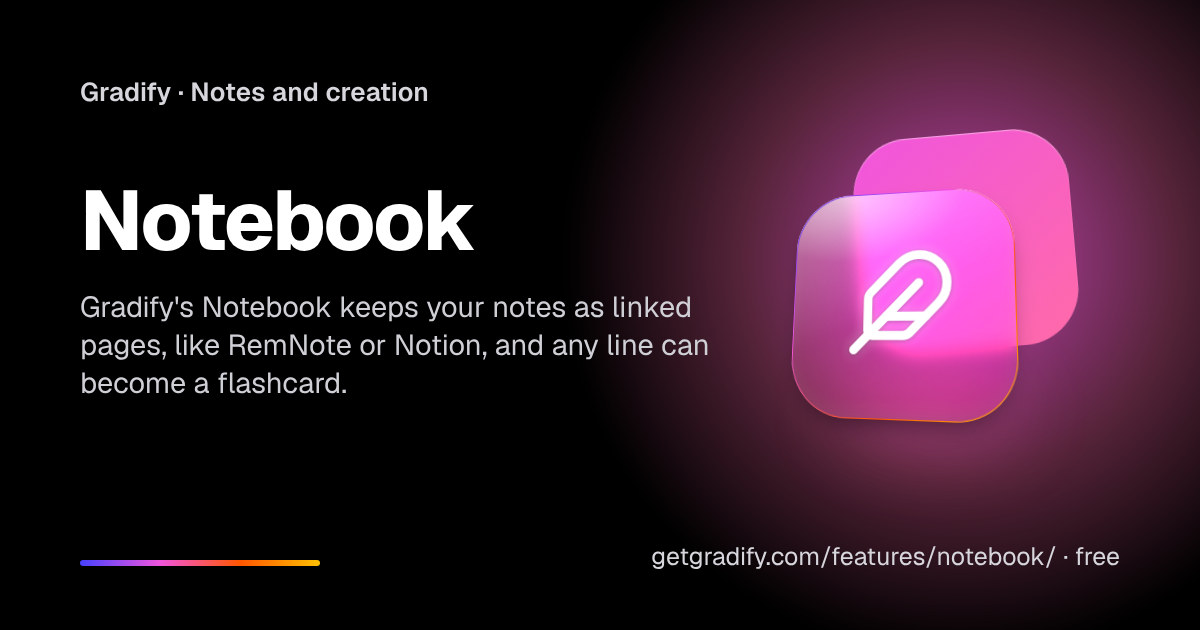 Gradify · Notes and creation
Notebook
Gradify's Notebook keeps your notes as linked
pages, like RemNote or Notion, and any line can
become a flashcard.
getgradify.com/features/notebook/ · free